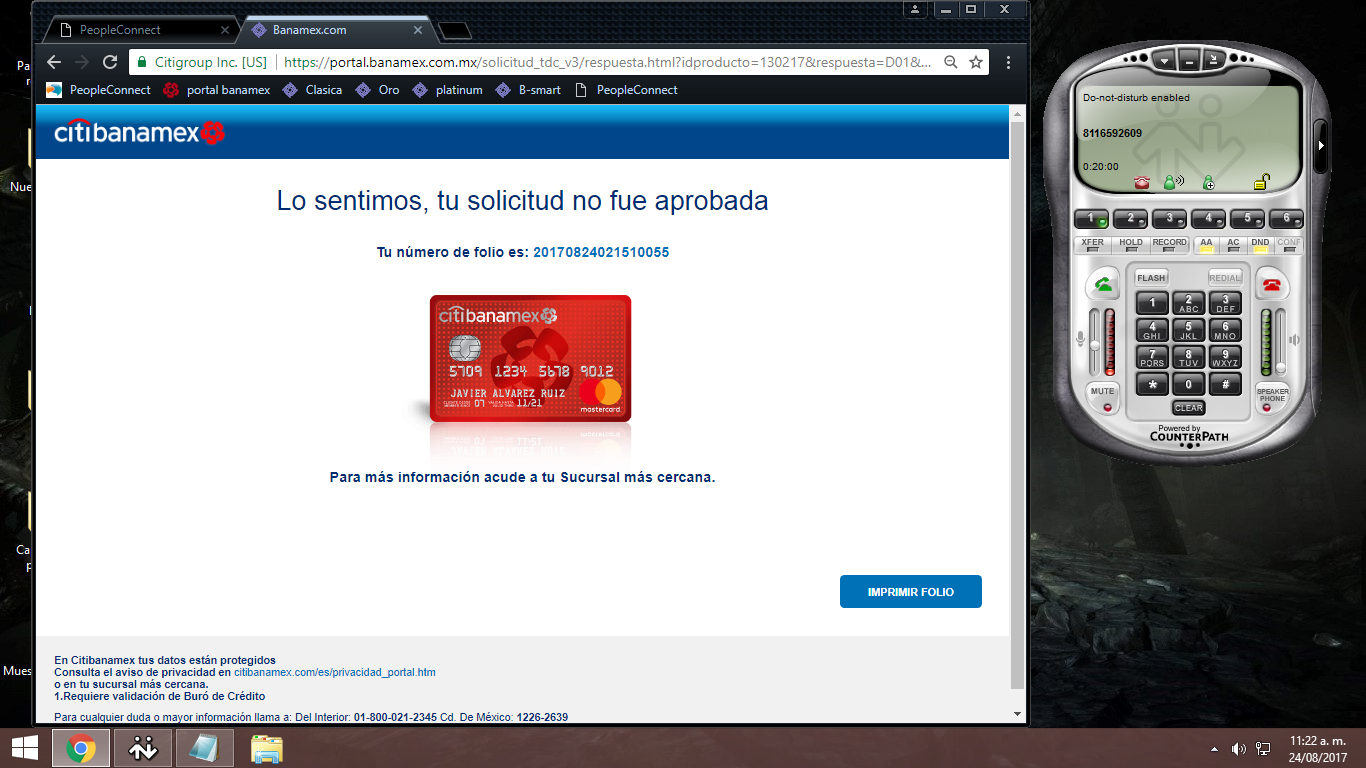 PeopleConnect
Banamex.com
Citigroup Inc. [US]
https://portal.banamex.com.mx/solicitud_tdc_v3/respuesta.html?idproducto=130217&respuesta=D01&...
PeopleConnect
portal banamex
Clasica
Oro
platinum
B-smart
PeopleConnect
citibanamex
Lo sentimos, tu solicitud no fue aprobada
Tu número de folio es: 20170824021510055
citibanamex
5709 1234 5678 9012
JAVIER ALVAREZ RUIZ
07 11/21
mastercard
Para más información acude a tu Sucursal más cercana.
IMPRIMIR FOLIO
En Citibanamex tus datos están protegidos
Consulta el aviso de privacidad en citibanamex.com/es/privacidad_portal.htm
o en tu sucursal más cercana.
1.Requiere validación de Buró de Crédito
Para cualquier duda o mayor información llama a: Del Interior: 01-800-021-2345 Cd. De México: 1226-2639
Do-not-disturb enabled
8116592609
0:20:00
1 2 3 4 5 6
XFER HOLD RECORD AA AC DND CONF
FLASH REDIAL
1 2 ABC 3 DEF
4 GHI 5 JKL 6 MNO
7 PQRS 8 TUV 9 WXYZ
* 0 #
MUTE
CLEAR
SPEAKER
PHONE
Powered by
COUNTERPATH
Pa
Nue
Ca
Mues
11:22 a. m.
24/08/2017